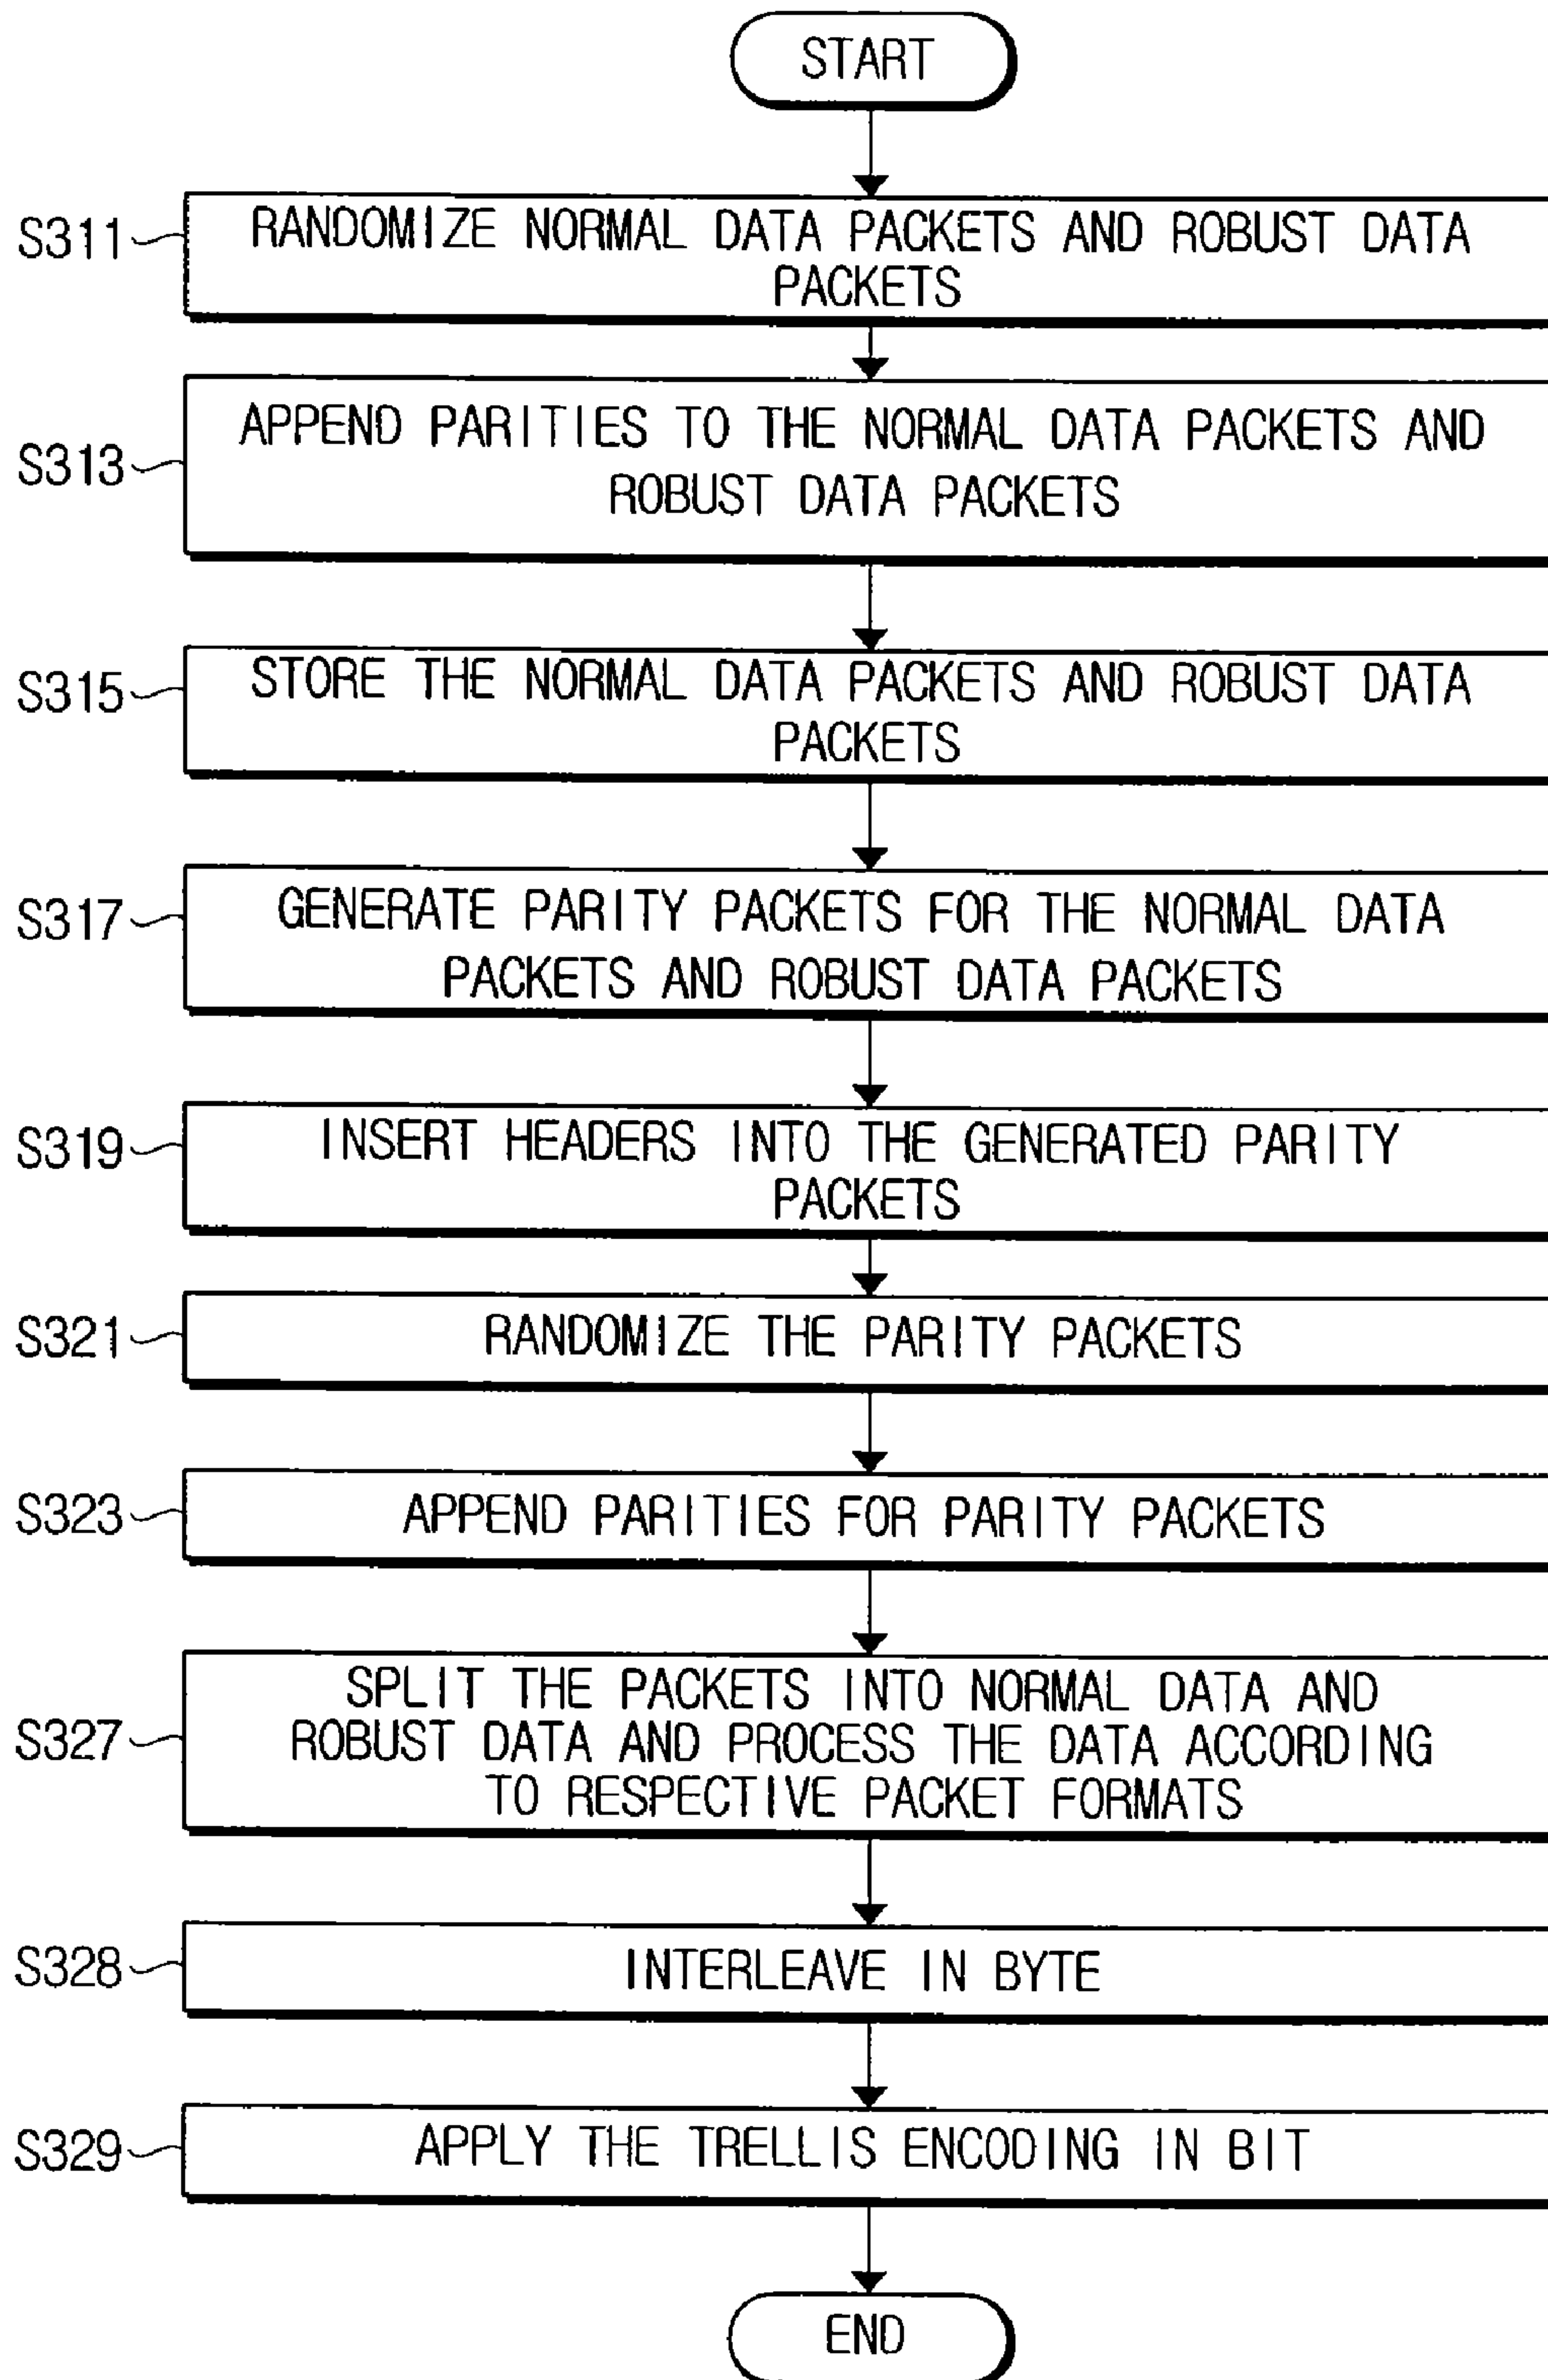 START
S311
RANDOMIZE NORMAL DATA PACKETS AND ROBUST DATA
PACKETS
S313
APPEND PARITIES TO THE NORMAL DATA PACKETS AND
ROBUST DATA PACKETS
S315
STORE THE NORMAL DATA PACKETS AND ROBUST DATA
PACKETS
S317
GENERATE PARITY PACKETS FOR THE NORMAL DATA
PACKETS AND ROBUST DATA PACKETS
S319
INSERT HEADERS INTO THE GENERATED PARITY
PACKETS
S321
RANDOMIZE THE PARITY PACKETS
S323
APPEND PARITIES FOR PARITY PACKETS
S327
SPLIT THE PACKETS INTO NORMAL DATA AND
ROBUST DATA AND PROCESS THE DATA ACCORDING
TO RESPECTIVE PACKET FORMATS
S328
INTERLEAVE IN BYTE
S329
APPLY THE TRELLIS ENCODING IN BIT
END